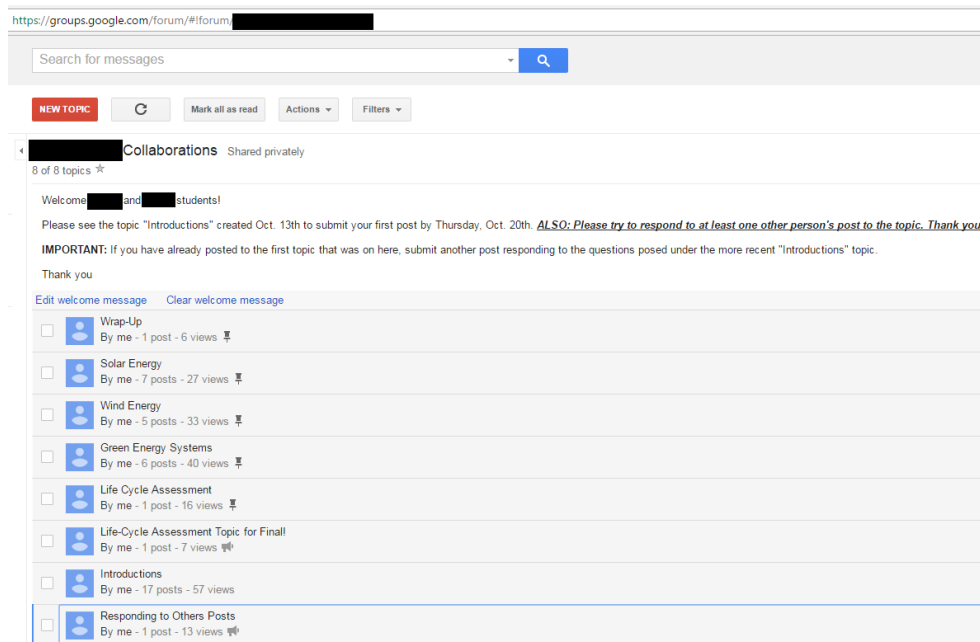 https://groups.google.com/forum/#!forum/
Search for messages
NEW TOPIC Mark all as read Actions Filters
Collaborations Shared privately
8 of 8 topics
Welcome and students!
Please see the topic "Introductions" created Oct. 13th to submit your first post by Thursday, Oct. 20th. ALSO: Please try to respond to at least one other person's post to the topic. Thank you
IMPORTANT: If you have already posted to the first topic that was on here, submit another post responding to the questions posed under the more recent "Introductions" topic.
Thank you
Edit welcome message Clear welcome message
Wrap-Up
By me - 1 post - 6 views
Solar Energy
By me - 7 posts - 27 views
Wind Energy
By me - 5 posts - 33 views
Green Energy Systems
By me - 6 posts - 40 views
Life Cycle Assessment
By me - 1 post - 16 views
Life-Cycle Assessment Topic for Final!
By me - 1 post - 7 views
Introductions
By me - 17 posts - 57 views
Responding to Others Posts
By me - 1 post - 13 views